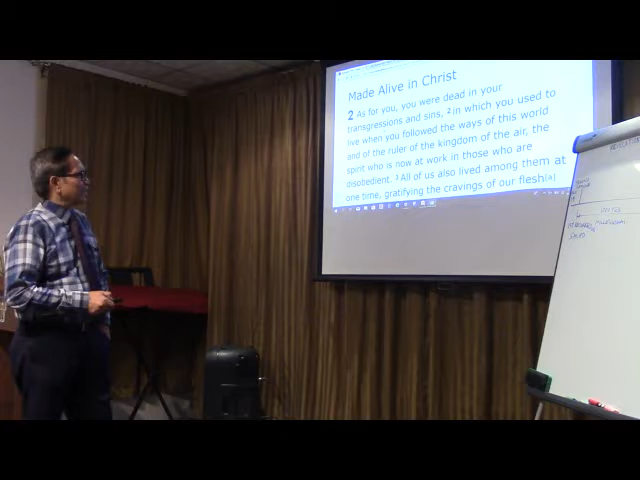 Made Alive in Christ
2 As for you, you were dead in your
transgressions and sins, 2 in which you used to
live when you followed the ways of this world
and of the ruler of the kingdom of the air, the
spirit who is now at work in those who are
disobedient. 3 All of us also lived among them at
one time, gratifying the cravings of our flesh[a]